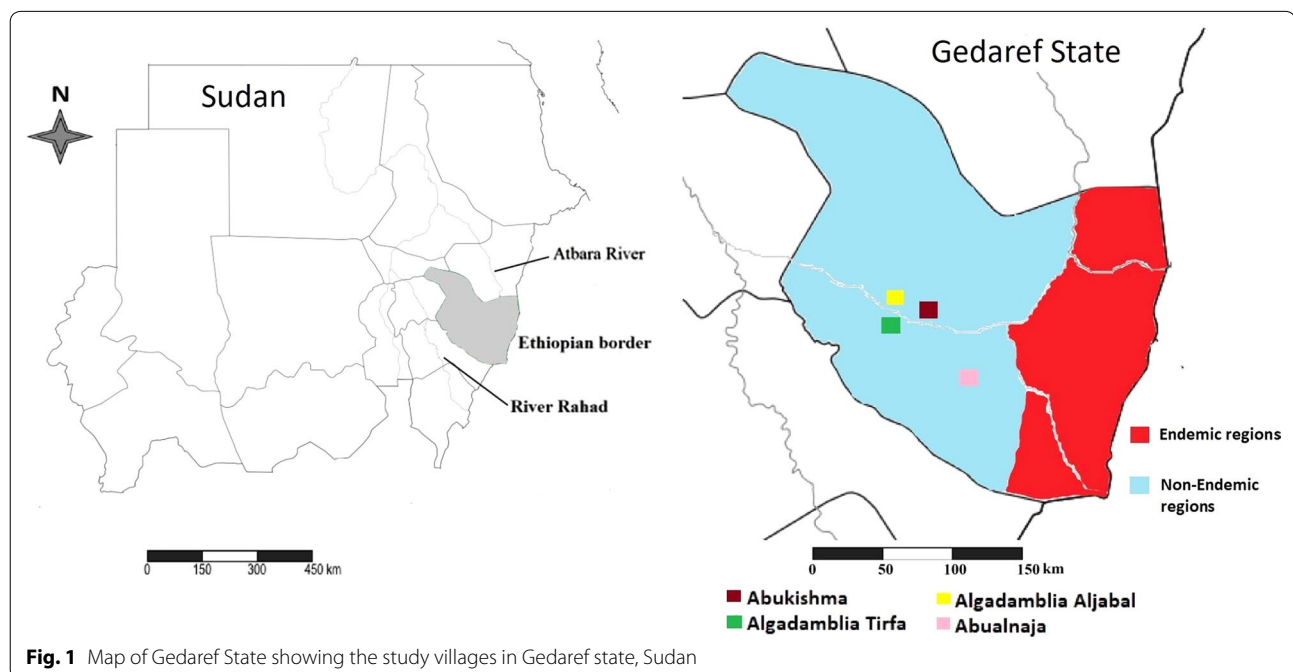 Sudan
N
Atbara River
Ethiopian border
River Rahad
0 150 300 450 km
Gedaref State
Endemic regions
Non-Endemic
regions
0 50 100 150 km
Abukishma
Algadamblia Aljabal
Algadamblia Tirfa
Abualnaja
Fig. 1 Map of Gedaref State showing the study villages in Gedaref state, Sudan